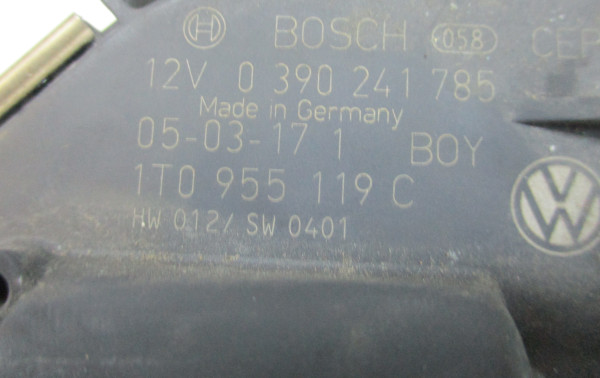 BOSCH 058
12V 0 390 241 785
Made in Germany
05-03-17 1 BOY
1T0 955 119 C
HW 012/ SW 0401